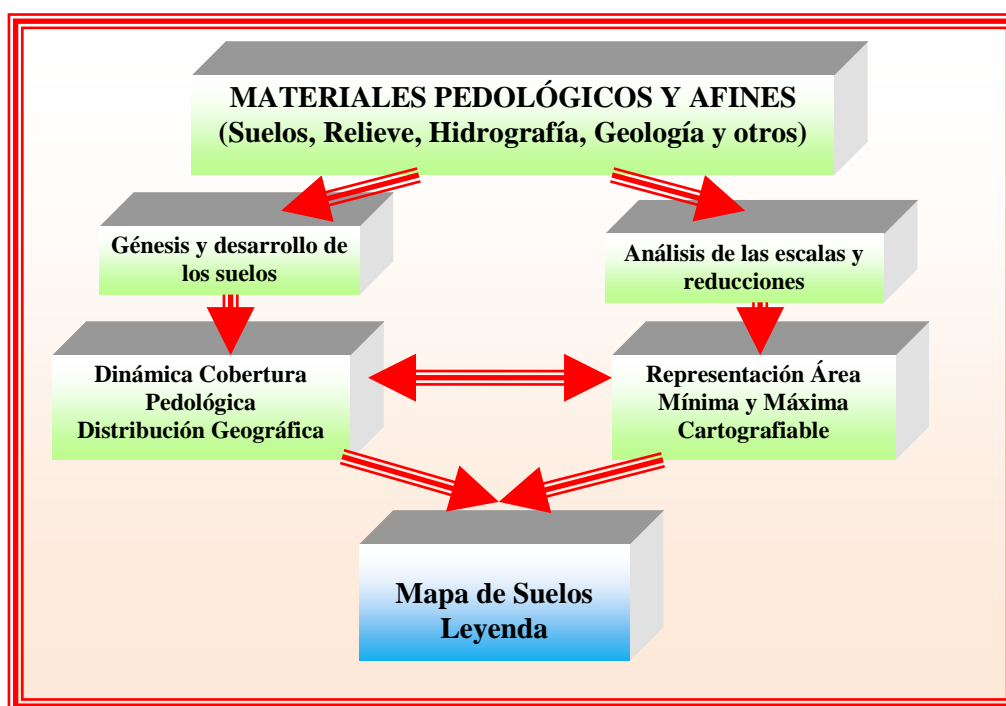 MATERIALES PEDOLÓGICOS Y AFINES
(Suelos, Relieve, Hidrografía, Geología y otros)
Génesis y desarrollo de
los suelos
Análisis de las escalas y
reducciones
Dinámica Cobertura
Pedológica
Distribución Geográfica
Representación Área
Mínima y Máxima
Cartografiable
Mapa de Suelos
Leyenda